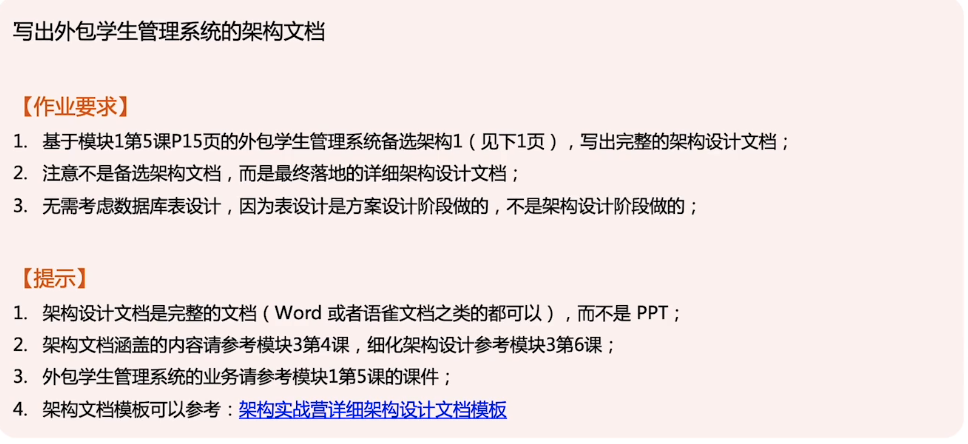 写出外包学生管理系统的架构文档
【作业要求】
1. 基于模块1第5课P15页的外包学生管理系统备选架构1（见下1页），写出完整的架构设计文档；
2. 注意不是备选架构文档，而是最终落地的详细架构设计文档；
3. 无需考虑数据库表设计，因为表设计是方案设计阶段做的，不是架构设计阶段做的；
【提示】
1. 架构设计文档是完整的文档（Word 或者语雀文档之类的都可以），而不是 PPT；
2. 架构文档涵盖的内容请参考模块3第4课，细化架构设计参考模块3第6课；
3. 外包学生管理系统的业务请参考模块1第5课的课件；
4. 架构文档模板可以参考：架构实战营详细架构设计文档模板